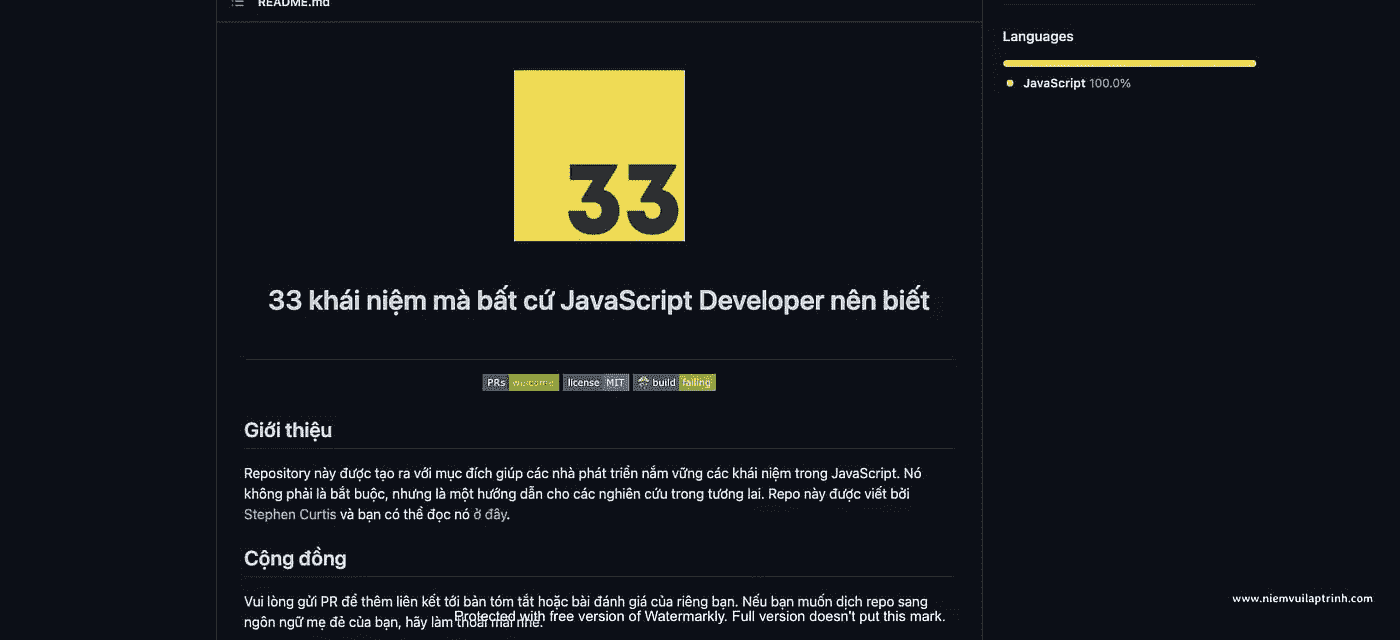 README.md
Languages
JavaScript 100.0%
33
33 khái niệm mà bất cứ JavaScript Developer nên biết
PRs welcome license MIT build failing
Giới thiệu
Repository này được tạo ra với mục đích giúp các nhà phát triển nắm vững các khái niệm trong JavaScript. Nó
không phải là bắt buộc, nhưng là một hướng dẫn cho các nghiên cứu trong tương lai. Repo này được viết bởi
Stephen Curtis và bạn có thể đọc nó ở đây.
Cộng đồng
Vui lòng gửi PR để thêm liên kết tới bản tóm tắt hoặc bài đánh giá của riêng bạn. Nếu bạn muốn dịch repo sang
ngôn ngữ mẹ đẻ của bạn, hãy làm thoải mái nhé.
Protected with free version of Watermarkly. Full version doesn't put this mark.
www.niemvuilaptrinh.com